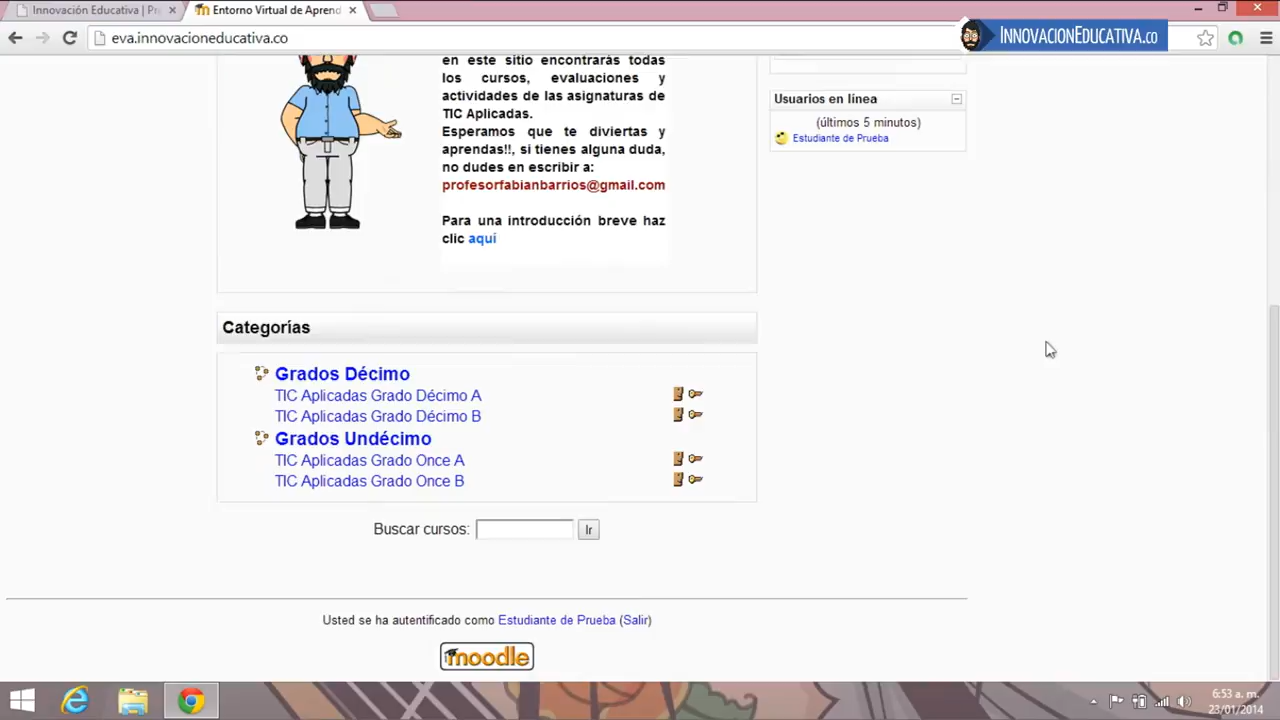 Innovación Educativa | Pr
Entorno Virtual de Aprend
eva.innovacioneducativa.co
INNOVACIONEDUCATIVA.CO
en este sitio encontrarás todas
los cursos, evaluaciones y
actividades de las asignaturas de
TIC Aplicadas.
Esperamos que te diviertas y
aprendas!!, si tienes alguna duda,
no dudes en escribir a:
profesorfabianbarrios@gmail.com
Para una introducción breve haz
clic aquí
Usuarios en línea
(últimos 5 minutos)
Estudiante de Prueba
Categorías
Grados Décimo
TIC Aplicadas Grado Décimo A
TIC Aplicadas Grado Décimo B
Grados Undécimo
TIC Aplicadas Grado Once A
TIC Aplicadas Grado Once B
Buscar cursos: Ir
Usted se ha autentificado como Estudiante de Prueba (Salir)
moodle
6:53 a. m.
23/01/2014